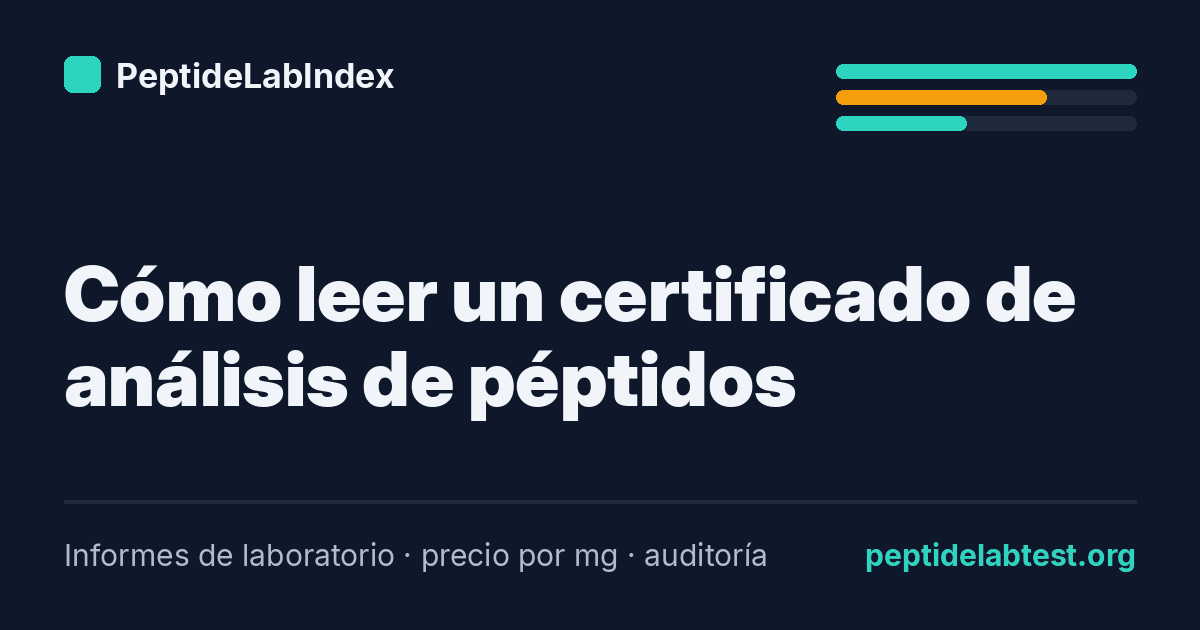 PeptideLabIndex
Cómo leer un certificado de
análisis de péptidos
Informes de laboratorio · precio por mg · auditoría
peptidelabtest.org